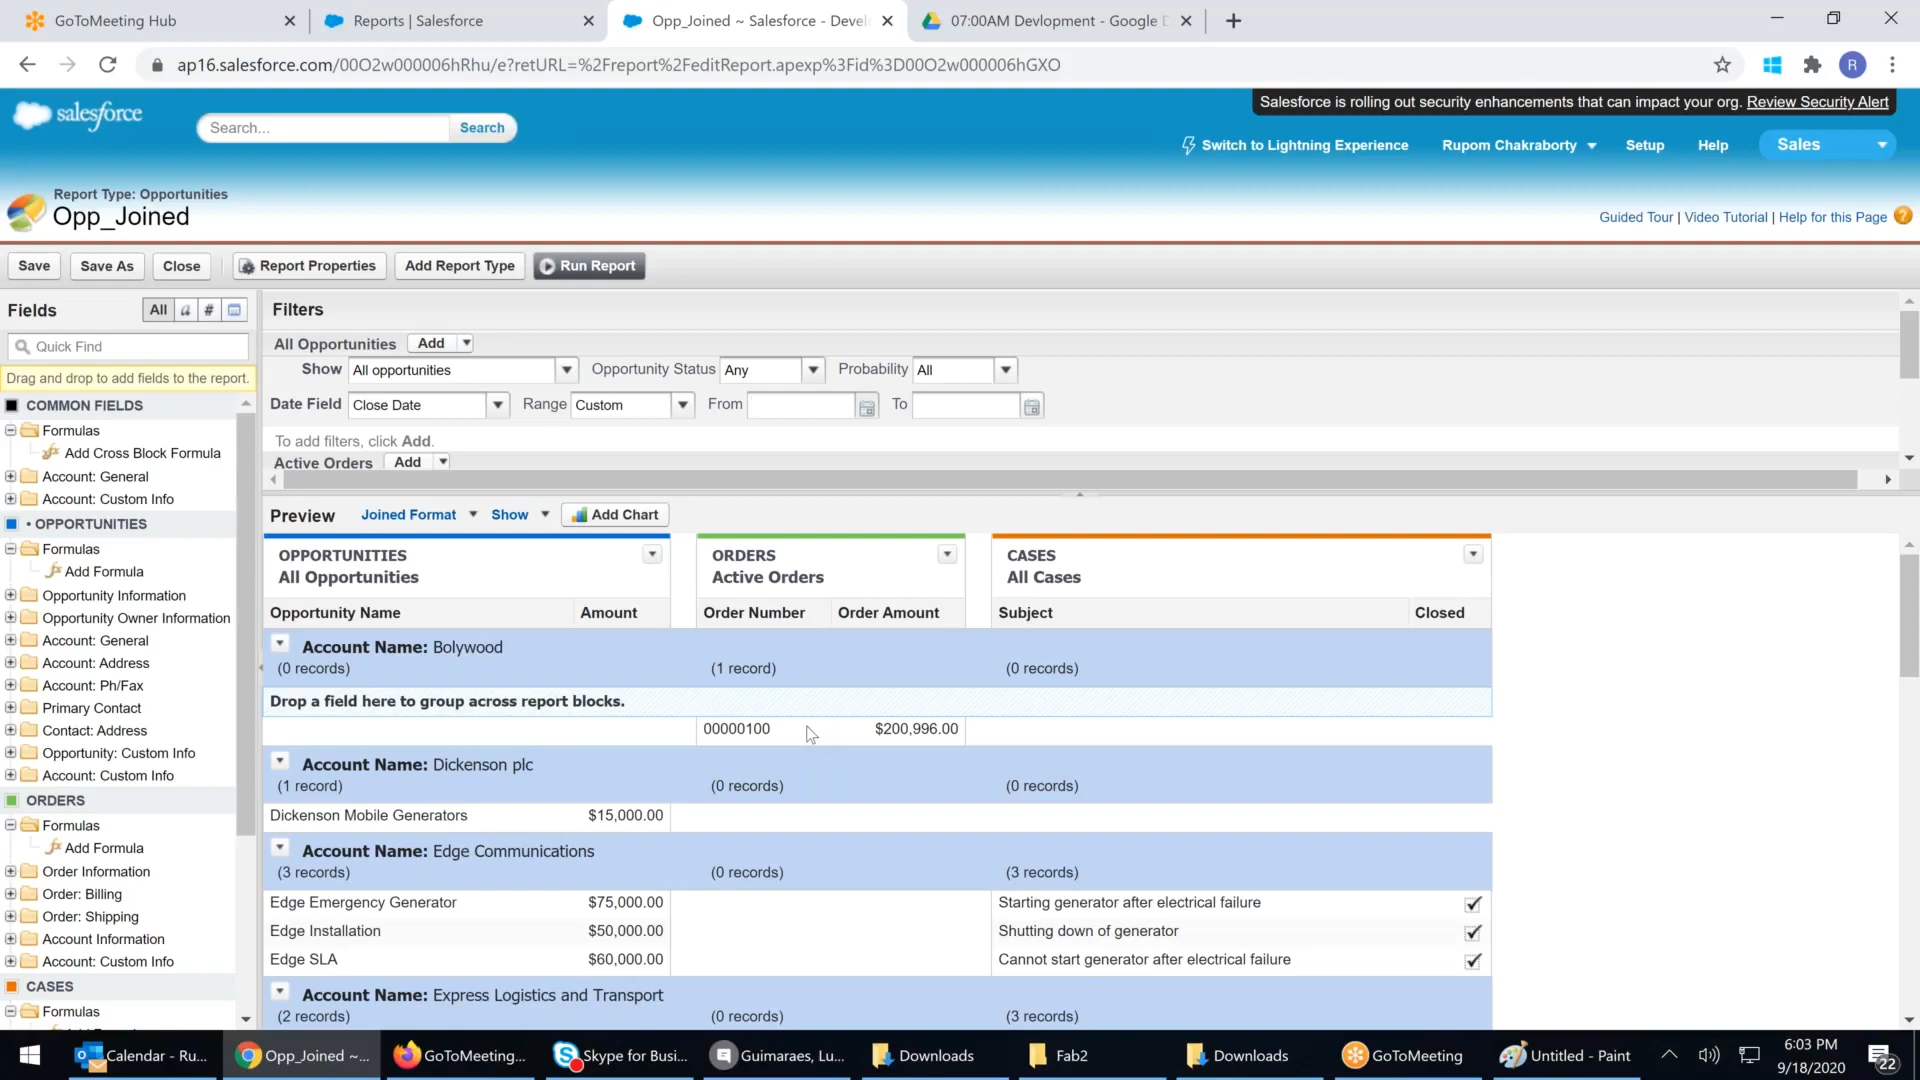 GoToMeeting Hub
Reports | Salesforce
Opp_Joined ~ Salesforce - Devel
07:00AM Devlopment - Google D
ap16.salesforce.com/00O2w000006hRhu/e?retURL=%2Freport%2FeditReport.apexp%3Fid%3D00O2w000006hGXO
R
Salesforce is rolling out security enhancements that can impact your org. Review Security Alert
salesforce
Search...
Search
Switch to Lightning Experience
Rupom Chakraborty
Setup
Help
Sales
Report Type: Opportunities
Opp_Joined
Guided Tour | Video Tutorial | Help for this Page ?
Save
Save As
Close
Report Properties
Add Report Type
Run Report
Fields
All
a
#
Quick Find
Drag and drop to add fields to the report.
COMMON FIELDS
Formulas
Add Cross Block Formula
Account: General
Account: Custom Info
• OPPORTUNITIES
Formulas
Add Formula
Opportunity Information
Opportunity Owner Information
Account: General
Account: Address
Account: Ph/Fax
Primary Contact
Contact: Address
Opportunity: Custom Info
Account: Custom Info
ORDERS
Formulas
Add Formula
Order Information
Order: Billing
Order: Shipping
Account Information
Account: Custom Info
CASES
Formulas
Filters
All Opportunities Add
Show All opportunities Opportunity Status Any Probability All
Date Field Close Date Range Custom From To
To add filters, click Add.
Active Orders Add
Preview Joined Format Show Add Chart
OPPORTUNITIES
All Opportunities
ORDERS
Active Orders
CASES
All Cases
Opportunity Name Amount Order Number Order Amount Subject Closed
Account Name: Bolywood
(0 records) (1 record) (0 records)
Drop a field here to group across report blocks.
00000100 $200,996.00
Account Name: Dickenson plc
(1 record) (0 records) (0 records)
Dickenson Mobile Generators $15,000.00
Account Name: Edge Communications
(3 records) (0 records) (3 records)
Edge Emergency Generator $75,000.00 Starting generator after electrical failure
Edge Installation $50,000.00 Shutting down of generator
Edge SLA $60,000.00 Cannot start generator after electrical failure
Account Name: Express Logistics and Transport
(2 records) (0 records) (3 records)
Calendar - Ru...
Opp_Joined ~...
GoToMeeting...
Skype for Busi...
Guimaraes, Lu...
Downloads
Fab2
Downloads
GoToMeeting
Untitled - Paint
6:03 PM
9/18/2020
22